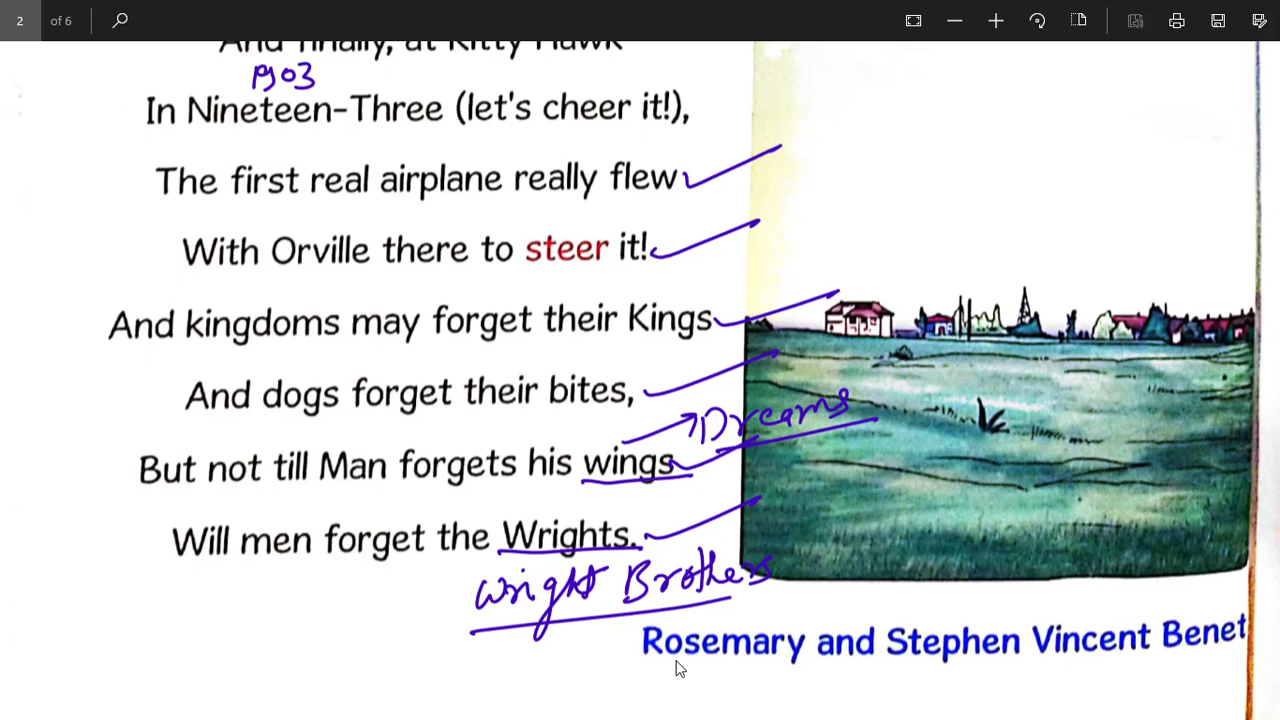 2 of 6
And finally, at Kitty Hawk
1903
In Nineteen-Three (let's cheer it!),
The first real airplane really flew
With Orville there to steer it!
And kingdoms may forget their Kings
And dogs forget their bites,
Dreams
But not till Man forgets his wings
Will men forget the Wrights.
Wright Brothers
Rosemary and Stephen Vincent Benet